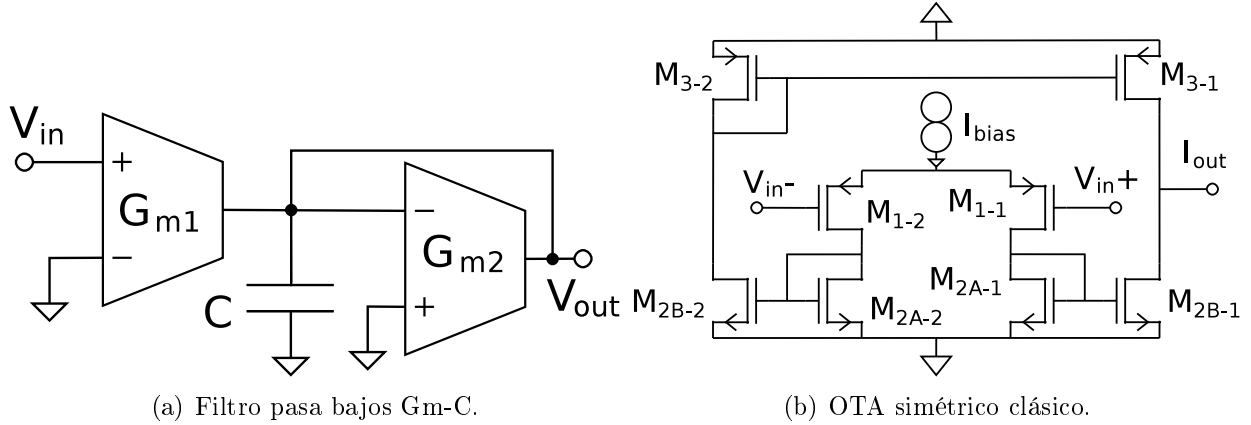 V_in
+
−
G_m1
C
−
+
G_m2
V_out
(a) Filtro pasa bajos Gm-C.
M_3-2
M_3-1
I_bias
I_out
V_in-
V_in+
M_1-2
M_1-1
M_2B-2
M_2A-2
M_2A-1
M_2B-1
(b) OTA simétrico clásico.